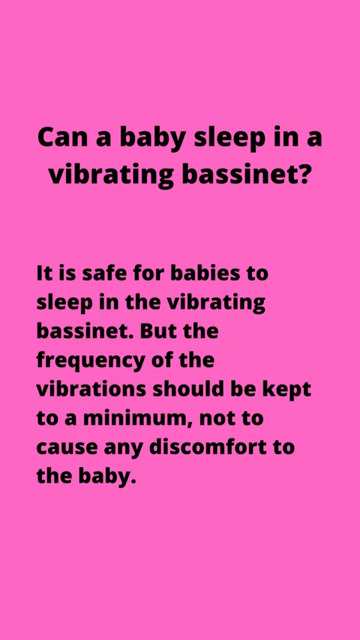 Can a baby sleep in a
vibrating bassinet?
It is safe for babies to
sleep in the vibrating
bassinet. But the
frequency of the
vibrations should be kept
to a minimum, not to
cause any discomfort to
the baby.